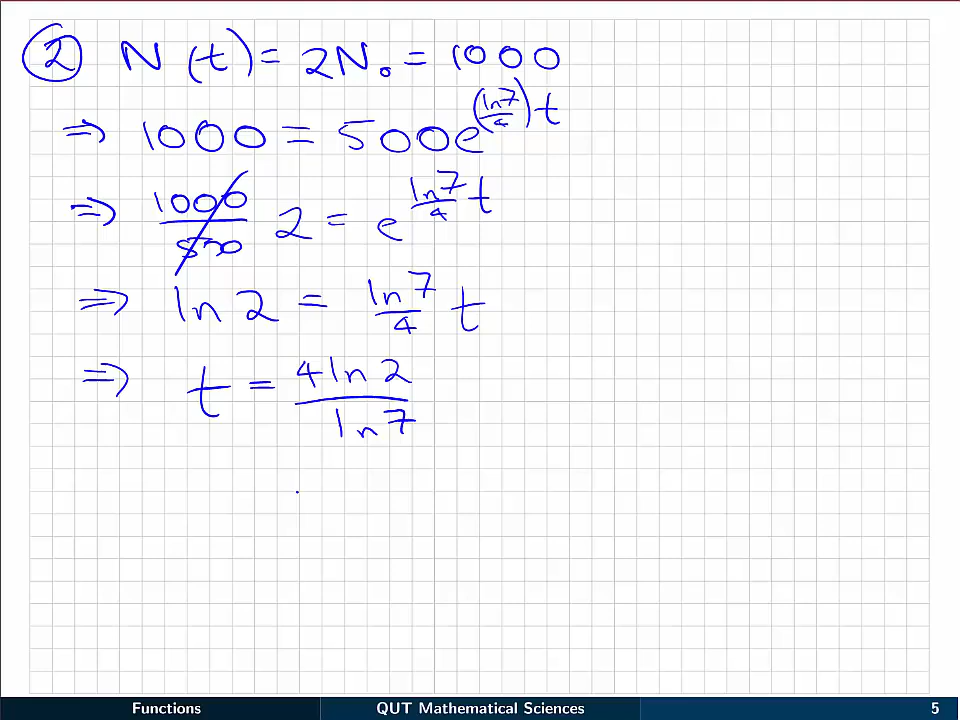 ② N(t) = 2N₀ = 1000
⇒ 1000 = 500e^((ln7/4)t)
⇒ 1000/500 2 = e^(ln7/4 t)
⇒ ln 2 = ln7/4 t
⇒ t = 4ln2/ln7
Functions QUT Mathematical Sciences 5